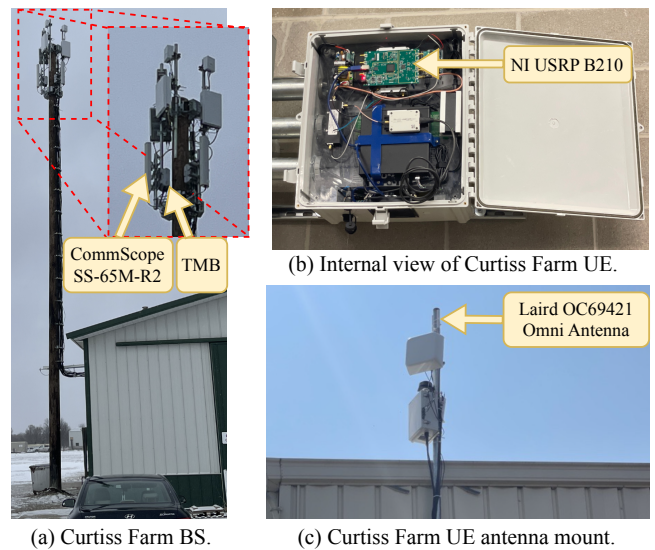 NI USRP B210
CommScope
SS-65M-R2
TMB
(b) Internal view of Curtiss Farm UE.
Laird OC69421
Omni Antenna
(a) Curtiss Farm BS.
(c) Curtiss Farm UE antenna mount.